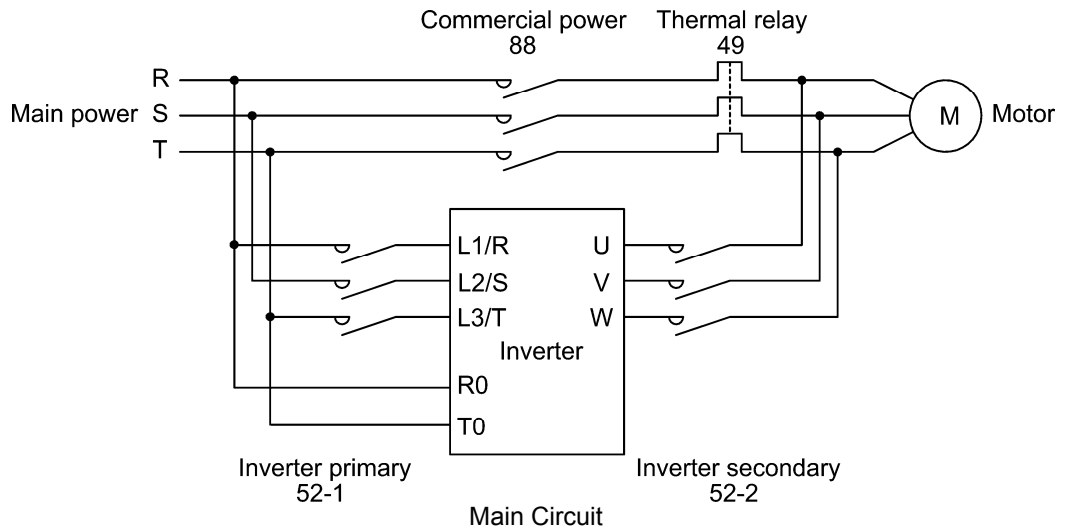 Commercial power
88
Thermal relay
49
R
Main power
S
T
M
Motor
L1/R
U
L2/S
V
L3/T
W
Inverter
R0
T0
Inverter primary
52-1
Inverter secondary
52-2
Main Circuit